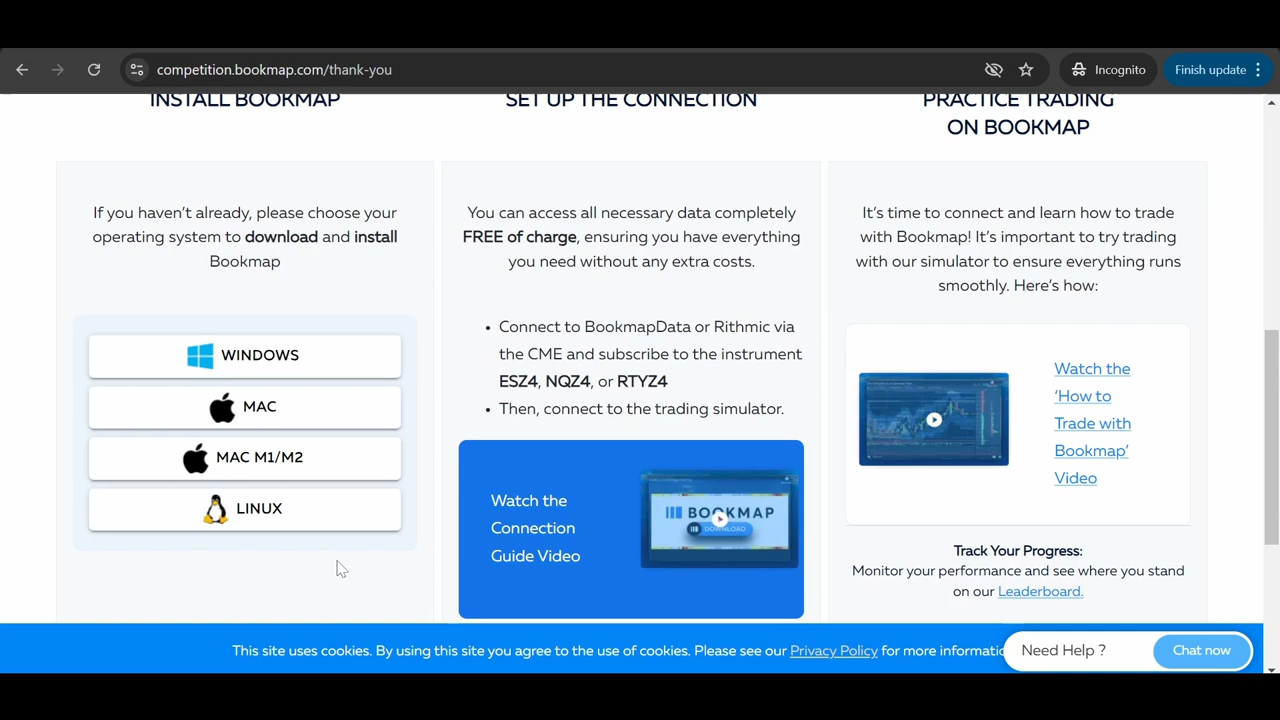 competition.bookmap.com/thank-you
Incognito
Finish update
INSTALL BOOKMAP
SET UP THE CONNECTION
PRACTICE TRADING
ON BOOKMAP
If you haven’t already, please choose your
operating system to download and install
Bookmap
WINDOWS
MAC
MAC M1/M2
LINUX
You can access all necessary data completely
FREE of charge, ensuring you have everything
you need without any extra costs.
• Connect to BookmapData or Rithmic via
the CME and subscribe to the instrument
ESZ4, NQZ4, or RTYZ4
• Then, connect to the trading simulator.
Watch the
Connection
Guide Video
BOOKMAP
DOWNLOAD
It’s time to connect and learn how to trade
with Bookmap! It’s important to try trading
with our simulator to ensure everything runs
smoothly. Here’s how:
Watch the
‘How to
Trade with
Bookmap’
Video
Track Your Progress:
Monitor your performance and see where you stand
on our Leaderboard.
This site uses cookies. By using this site you agree to the use of cookies. Please see our Privacy Policy for more informatio
Need Help ?
Chat now